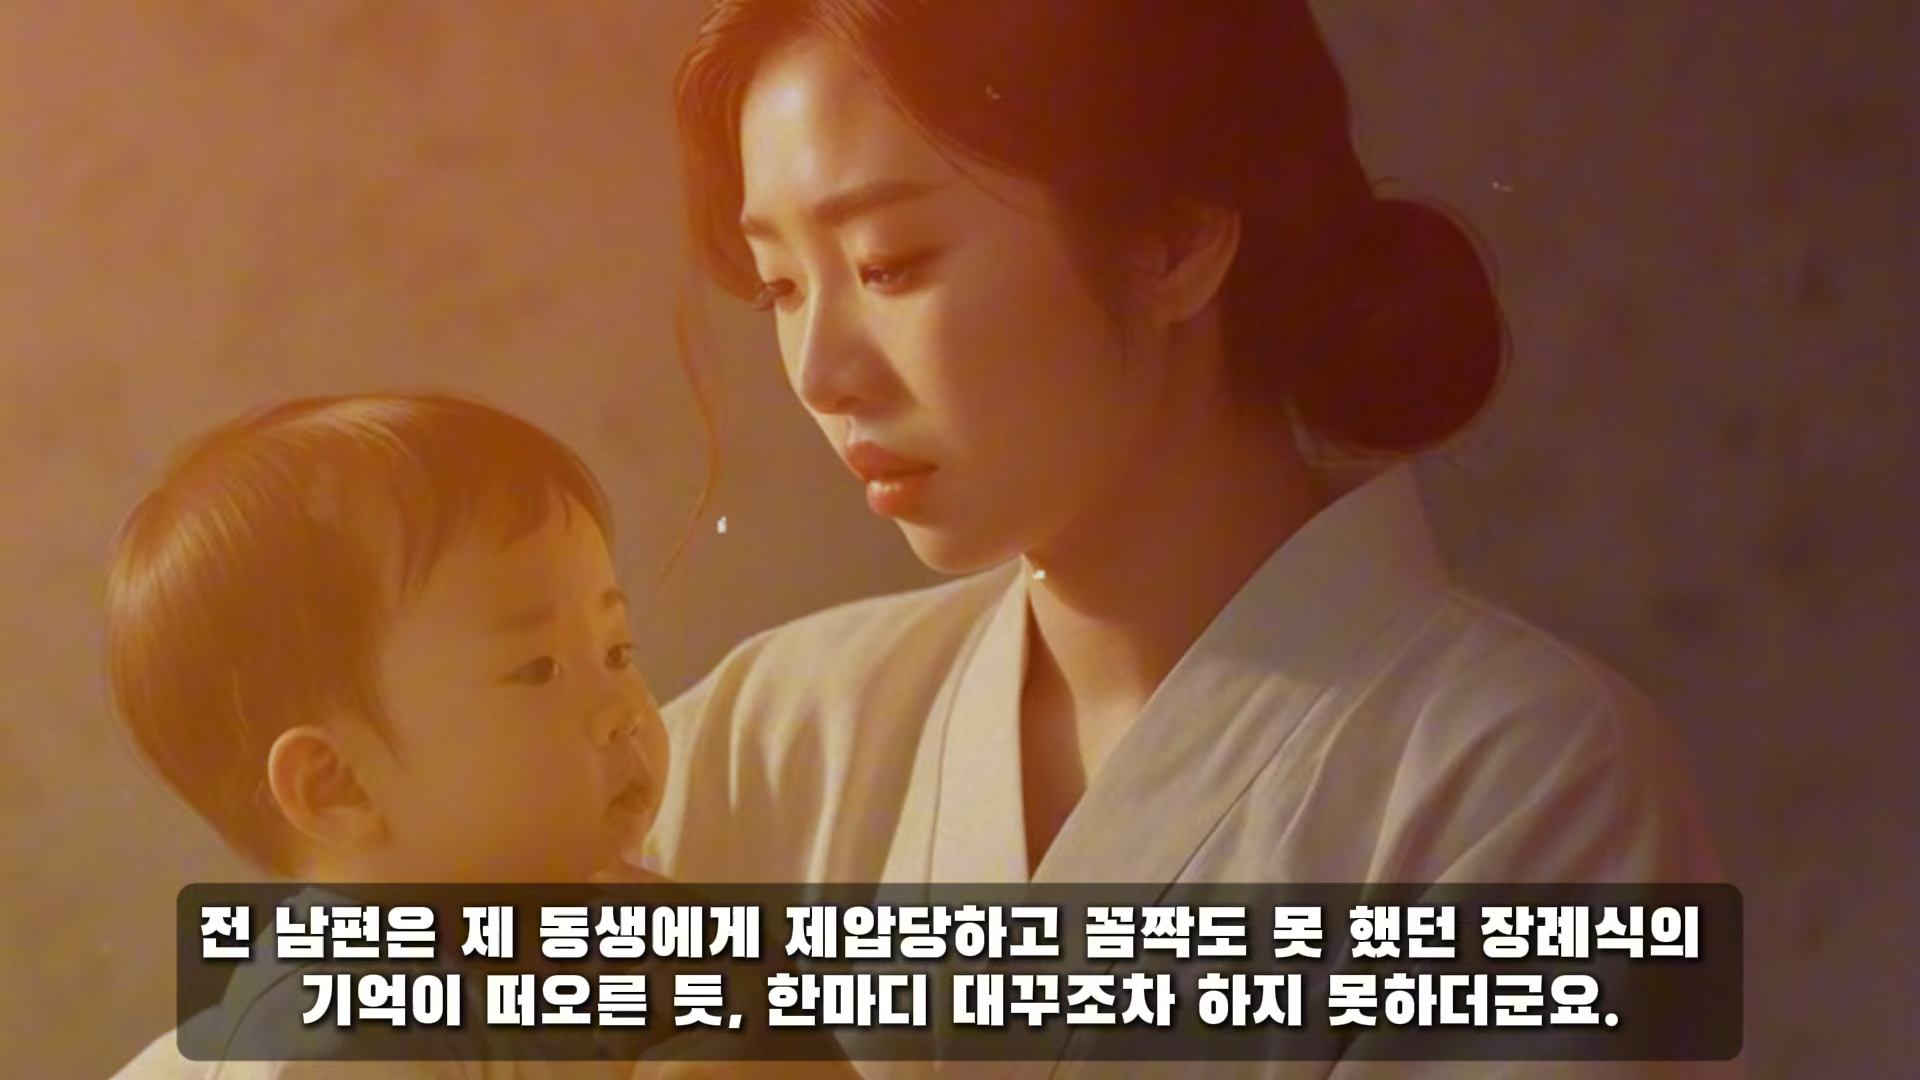 전 남편은 제 동생에게 제압당하고 꼼짝도 못 했던 장례식의
기억이 떠오른 듯, 한마디 대꾸조차 하지 못하더군요.